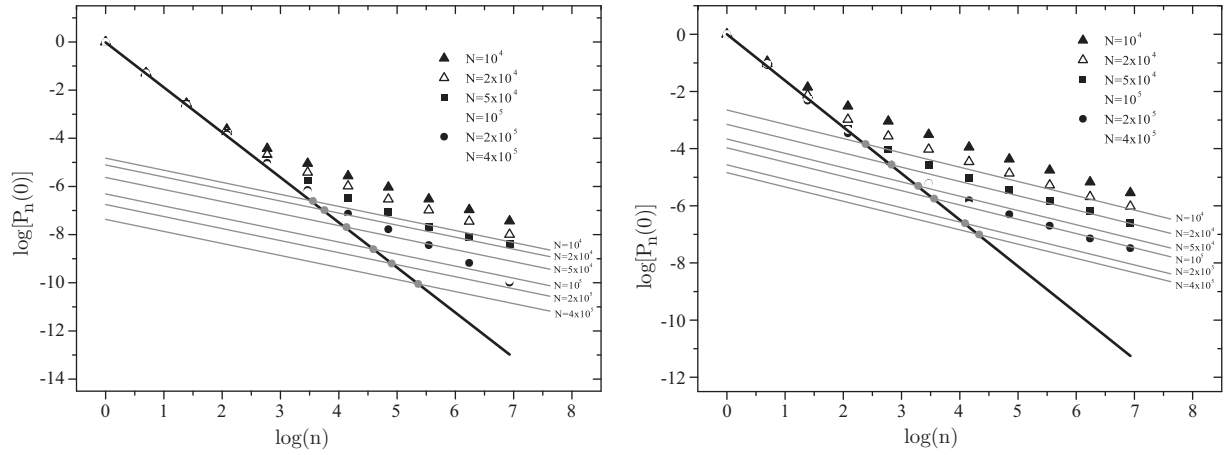 0
-2
-4
-6
-8
-10
-12
-14
log[P_n(0)]
0 1 2 3 4 5 6 7 8
log(n)
N=10^4
N=2x10^4
N=5x10^4
N=10^5
N=2x10^5
N=4x10^5
N=10^4
N=2x10^4
N=5x10^4
N=10^5
N=2x10^5
N=4x10^5
0
-2
-4
-6
-8
-10
-12
log[P_n(0)]
0 1 2 3 4 5 6 7 8
log(n)
N=10^4
N=2x10^4
N=5x10^4
N=10^5
N=2x10^5
N=4x10^5
N=10^4
N=2x10^4
N=5x10^4
N=10^5
N=2x10^5
N=4x10^5